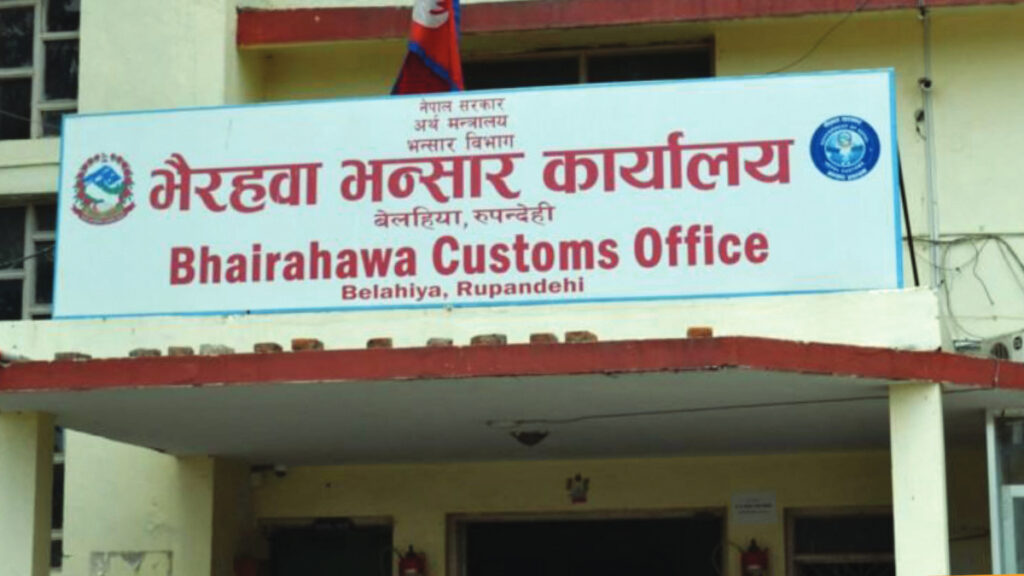 नेपाल सरकार
अर्थ मन्त्रालय
भन्सार विभाग
भैरहवा भन्सार कार्यालय
बेलहिया, रुपन्देही
Bhairahawa Customs Office
Belahiya, Rupandehi